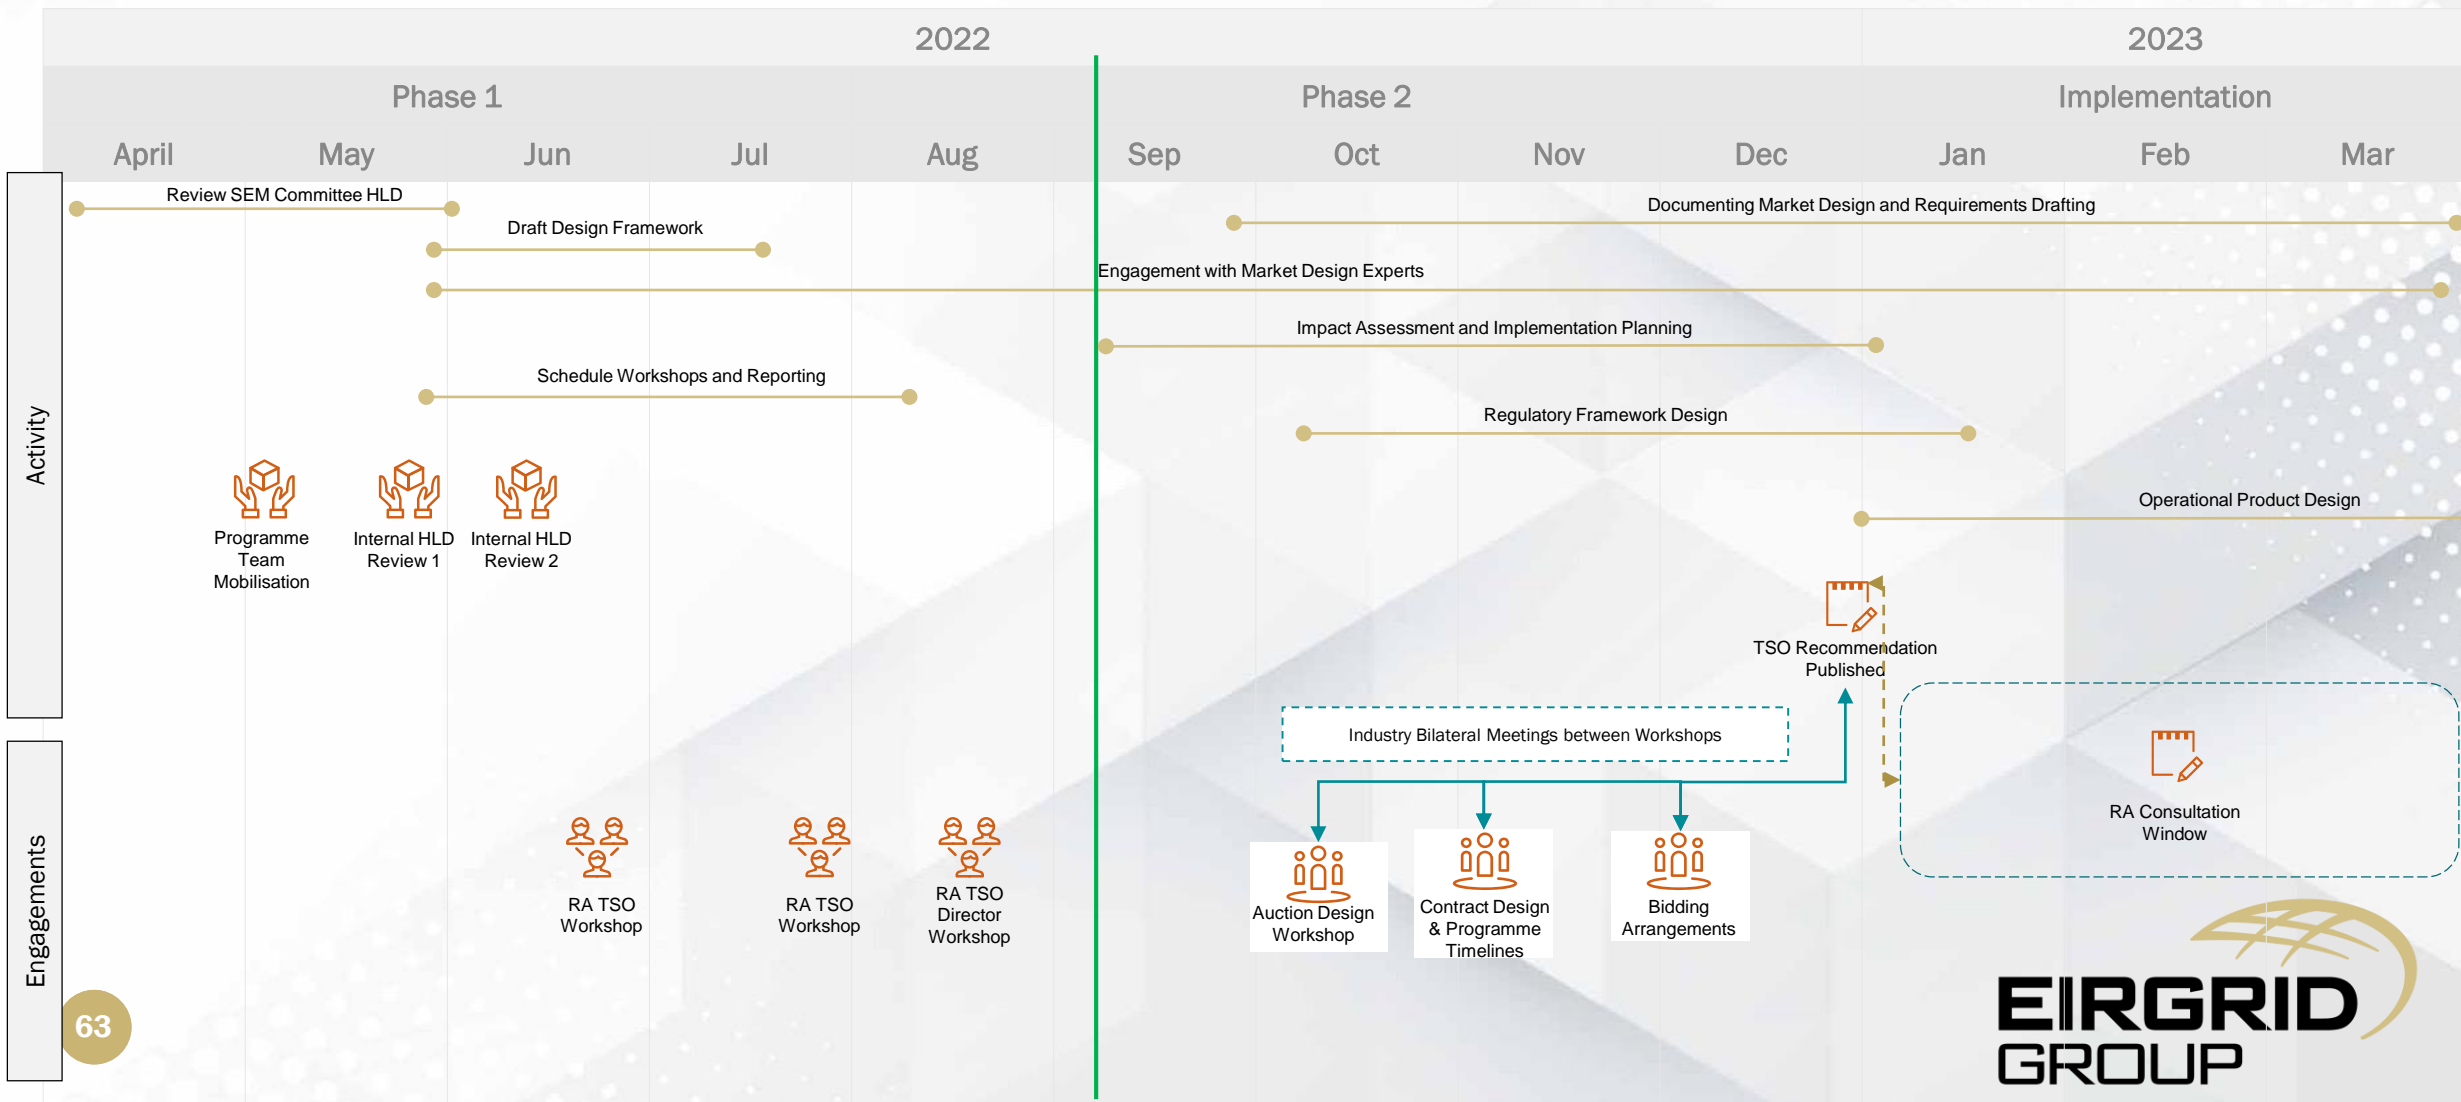 2022
2023
Phase 1
Phase 2
Implementation
April
May
Jun
Jul
Aug
Sep
Oct
Nov
Dec
Jan
Feb
Mar
Activity
Review SEM Committee HLD
Documenting Market Design and Requirements Drafting
Draft Design Framework
Engagement with Market Design Experts
Impact Assessment and Implementation Planning
Schedule Workshops and Reporting
Regulatory Framework Design
Operational Product Design
Programme
Team
Mobilisation
Internal HLD
Review 1
Internal HLD
Review 2
TSO Recommendation
Published
Engagements
Industry Bilateral Meetings between Workshops
RA TSO
Workshop
RA TSO
Workshop
RA TSO
Director
Workshop
Auction Design
Workshop
Contract Design
& Programme
Timelines
Bidding
Arrangements
RA Consultation
Window
63
EIRGRID
GROUP